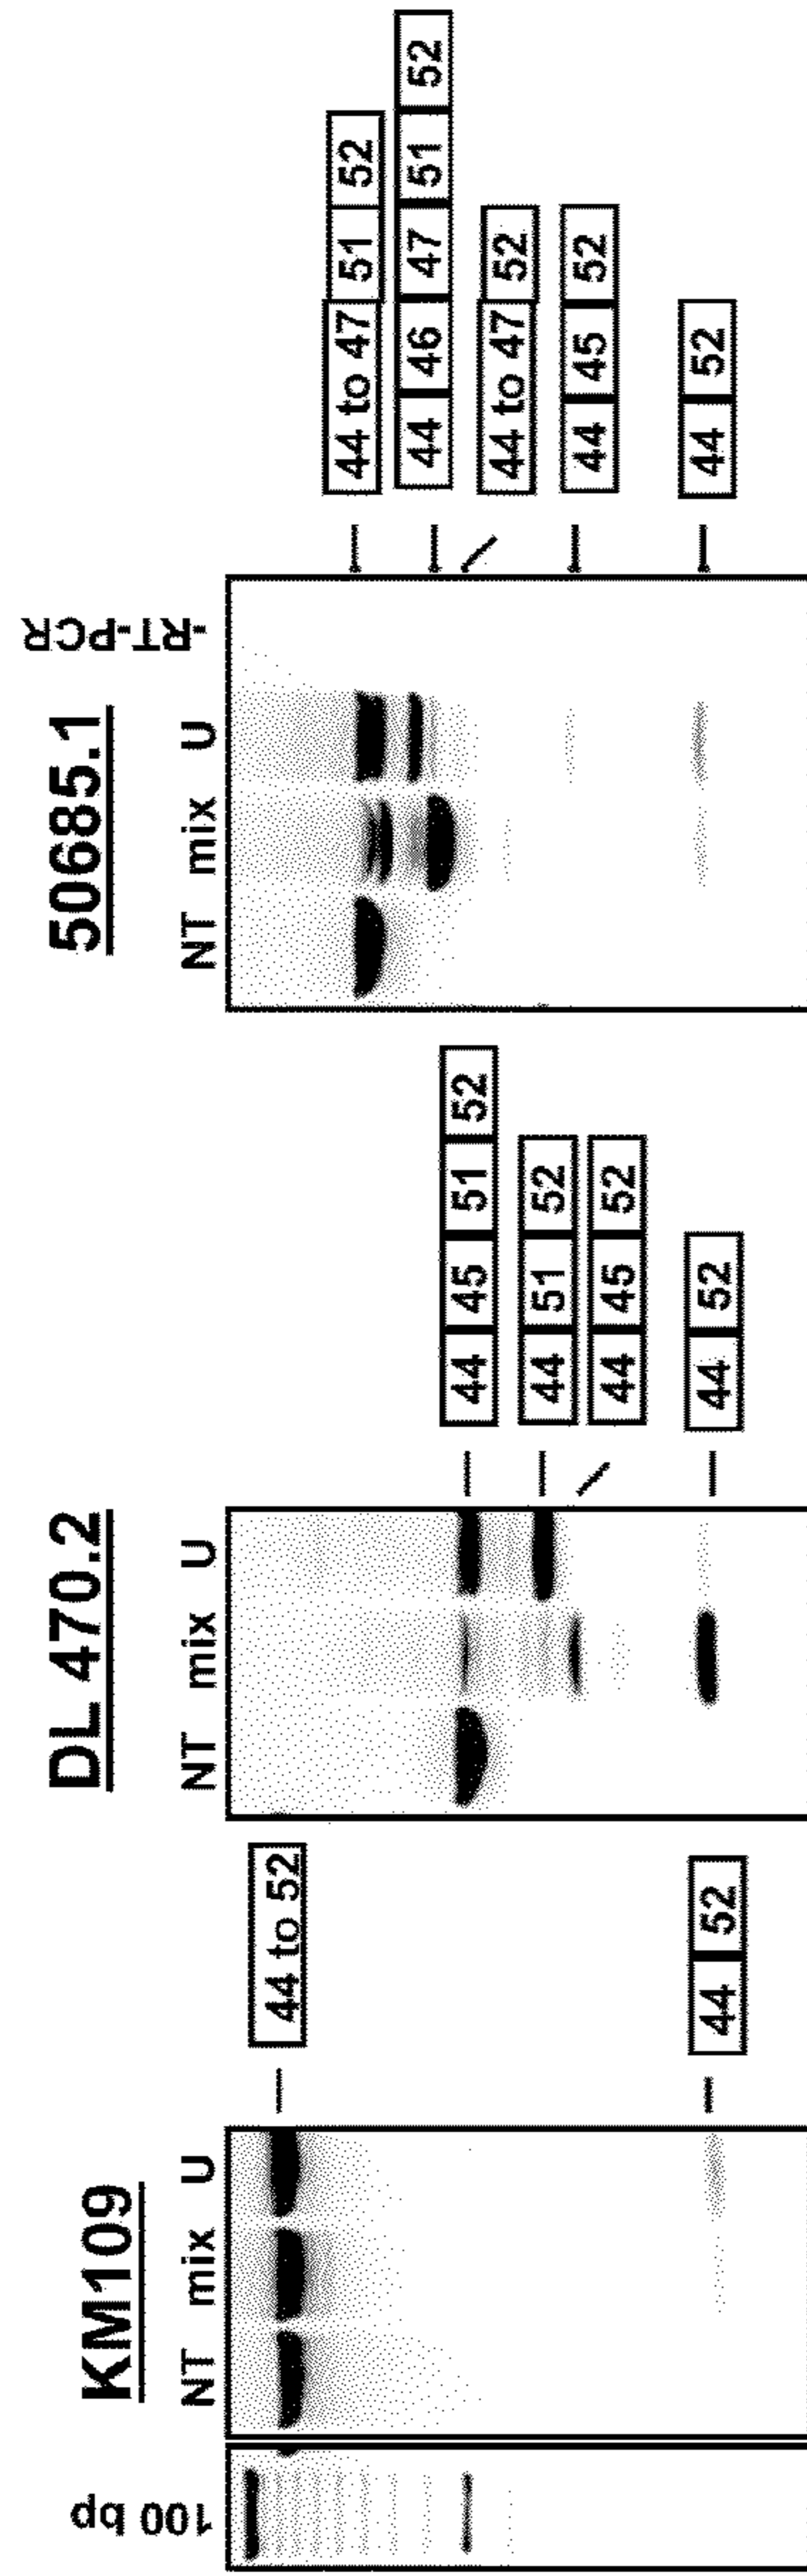 KM109
DL 470.2
50685.1
100 bp
NT mix U
NT mix U
NT mix U -RT-PCR
44 to 52
44 52
44 45 51 52
44 51 52
44 45 52
44 52
44 to 47 51 52
44 46 47 51 52
44 to 47 52
44 45 52
44 52